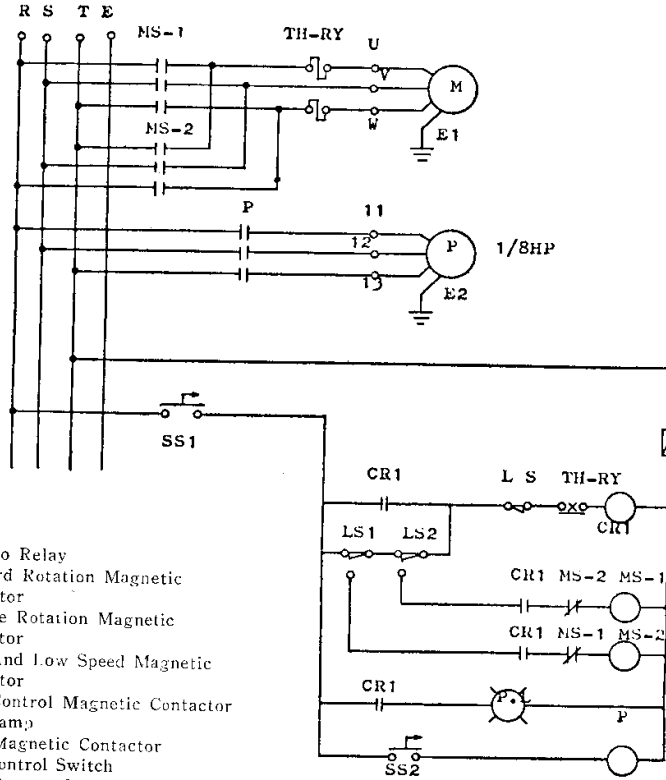 R S T E
MS-1 TH-RY U
V
M
W
MS-2
E1
P 11
12
P 1/8HP
13
E2
SS1
CR1 L S TH-RY
CR1
LS1 LS2
CR1 MS-2 MS-1
CR1 MS-1 MS-2
CR1 P.L
P
SS2
o Relay
rd Rotation Magnetic
tor
e Rotation Magnetic
tor
And Low Speed Magnetic
tor
Control Magnetic Contactor
amp
Magnetic Contactor
ontrol Switch